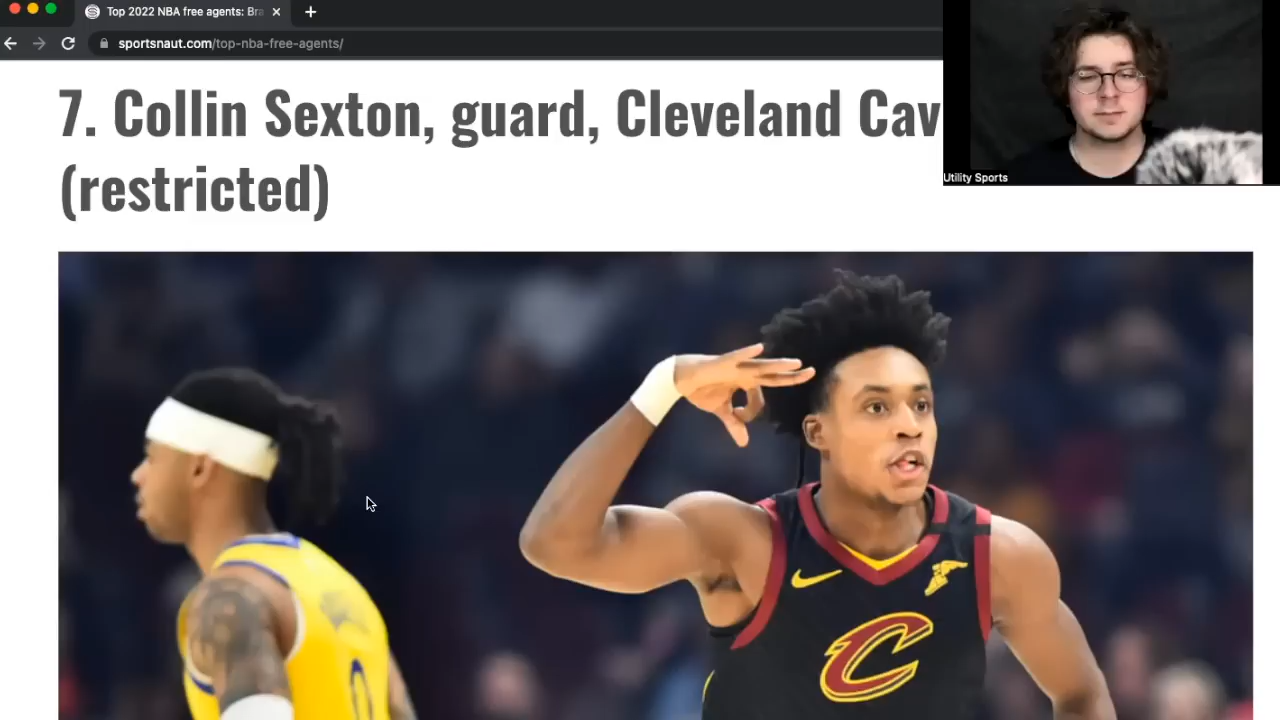 Top 2022 NBA free agents: Bra
sportsnaut.com/top-nba-free-agents/
7. Collin Sexton, guard, Cleveland Cav
(restricted)
Utility Sports
C
0